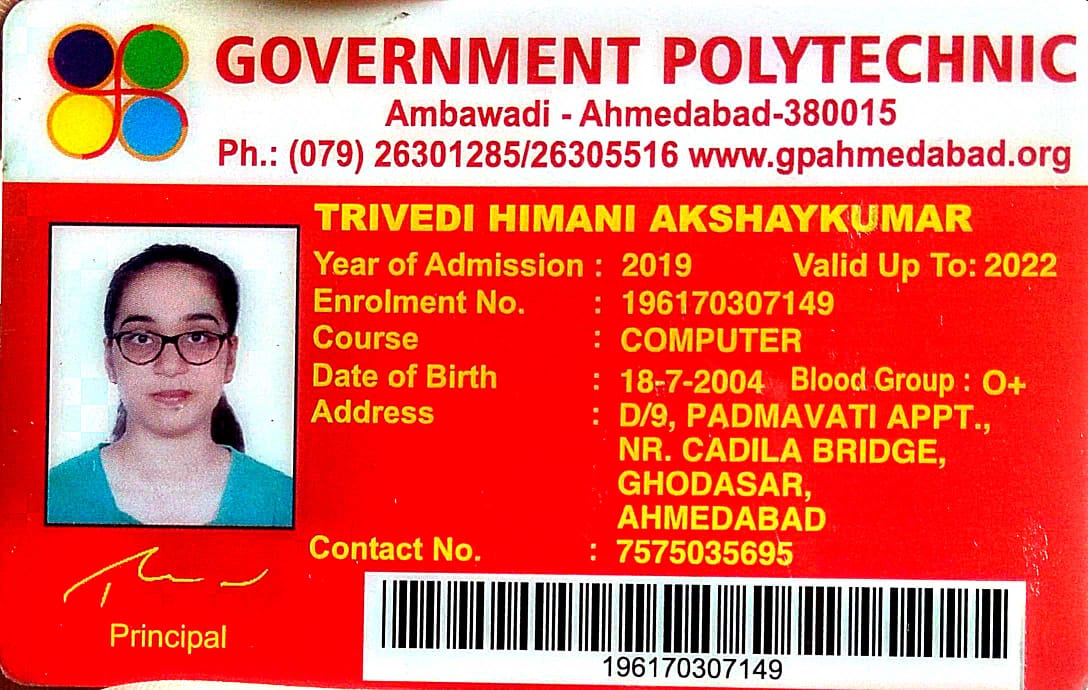 GOVERNMENT POLYTECHNIC
Ambawadi - Ahmedabad-380015
Ph.: (079) 26301285/26305516 www.gpahmedabad.org
TRIVEDI HIMANI AKSHAYKUMAR
Year of Admission : 2019 Valid Up To: 2022
Enrolment No. : 196170307149
Course : COMPUTER
Date of Birth : 18-7-2004 Blood Group : O+
Address : D/9, PADMAVATI APPT.,
NR. CADILA BRIDGE,
GHODASAR,
AHMEDABAD
Contact No. : 7575035695
Principal
196170307149